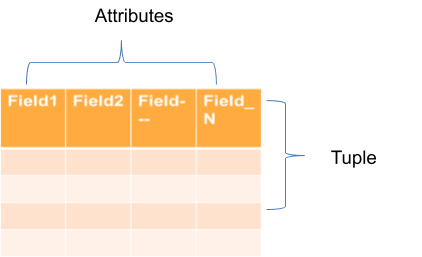 Attributes
Field1 Field2 Field- Field_
-- N
Tuple